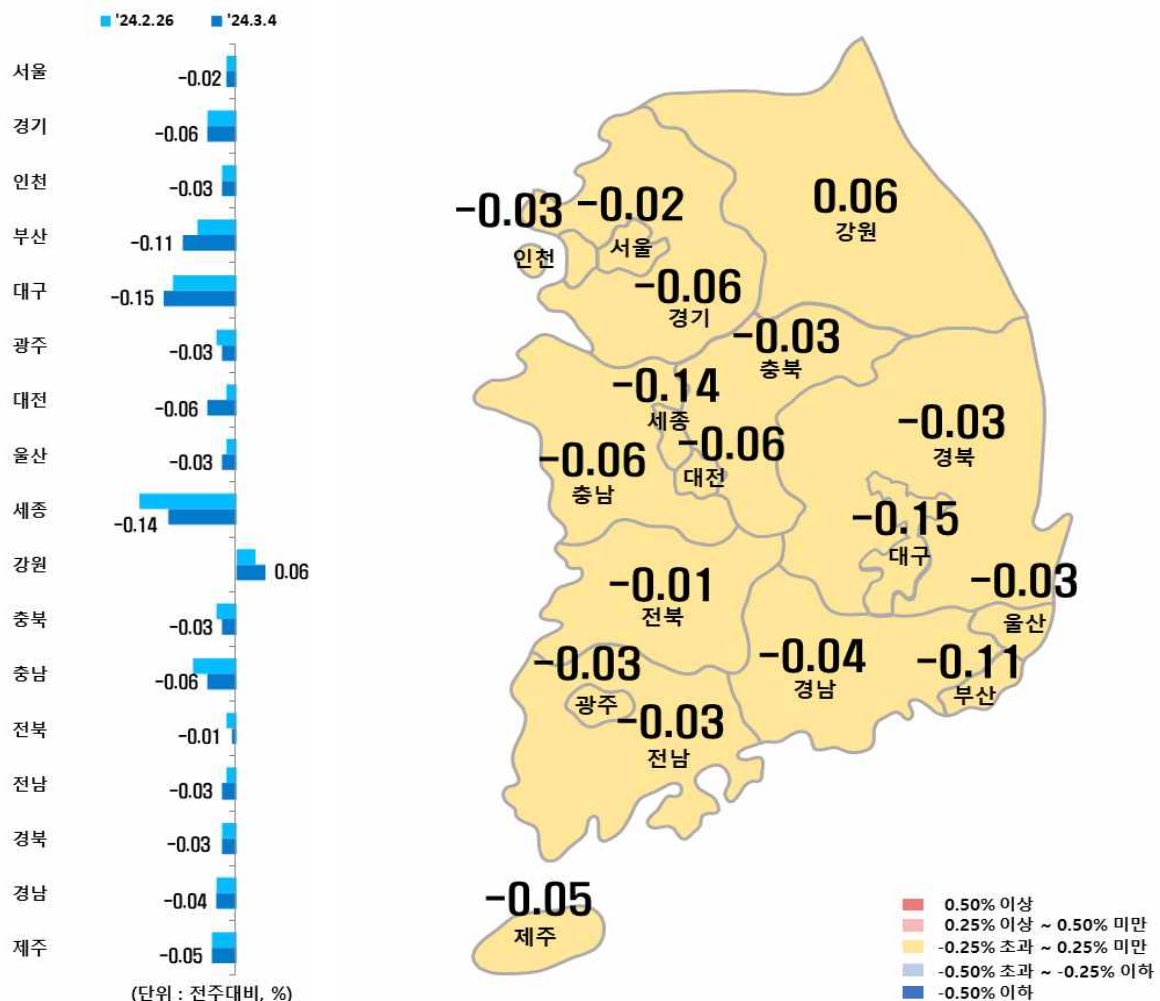 '24.2.26 '24.3.4
서울 -0.02
경기 -0.06
인천 -0.03
부산 -0.11
대구 -0.15
광주 -0.03
대전 -0.06
울산 -0.03
세종 -0.14
강원 0.06
충북 -0.03
충남 -0.06
전북 -0.01
전남 -0.03
경북 -0.03
경남 -0.04
제주 -0.05
(단위 : 전주대비, %)
0.06
강원
-0.03
인천
-0.02
서울
-0.06
경기
-0.03
충북
-0.14
세종
-0.06
대전
-0.06
충남
-0.03
경북
-0.15
대구
-0.03
울산
-0.01
전북
-0.04
경남
-0.11
부산
-0.03
광주
-0.03
전남
-0.05
제주
0.50% 이상
0.25% 이상 ~ 0.50% 미만
-0.25% 초과 ~ 0.25% 미만
-0.50% 초과 ~ -0.25% 이하
-0.50% 이하